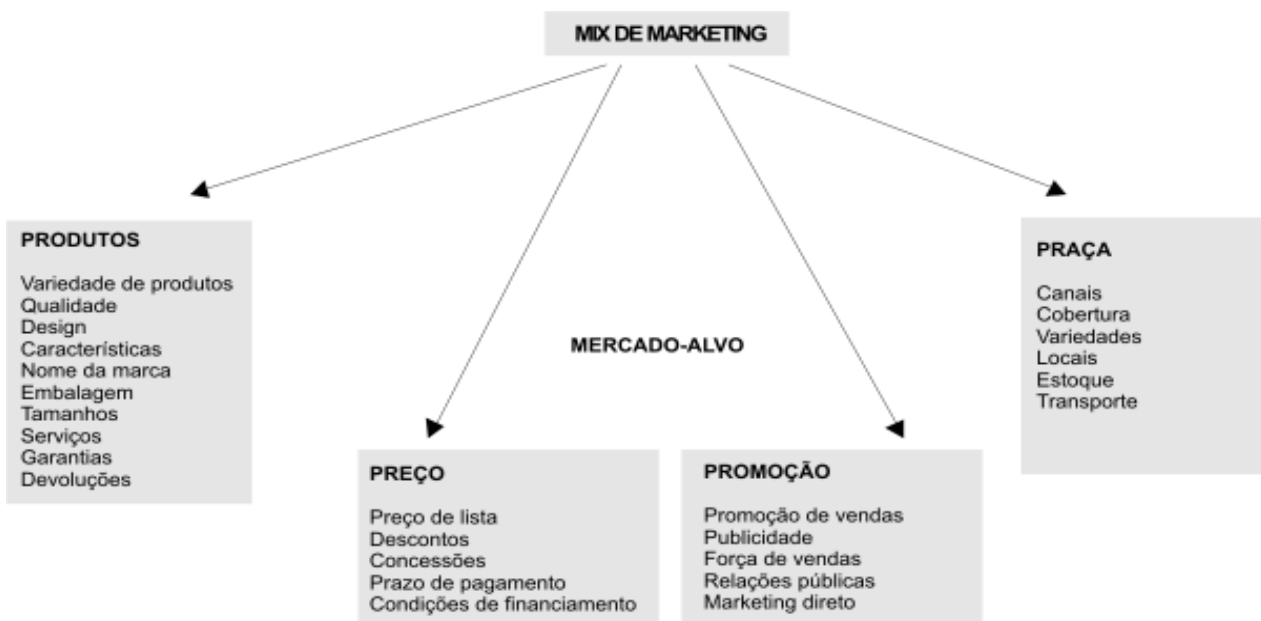 MIX DE MARKETING
PRODUTOS
Variedade de produtos
Qualidade
Design
Características
Nome da marca
Embalagem
Tamanhos
Serviços
Garantias
Devoluções
MERCADO-ALVO
PREÇO
Preço de lista
Descontos
Concessões
Prazo de pagamento
Condições de financiamento
PROMOÇÃO
Promoção de vendas
Publicidade
Força de vendas
Relações públicas
Marketing direto
PRAÇA
Canais
Cobertura
Variedades
Locais
Estoque
Transporte